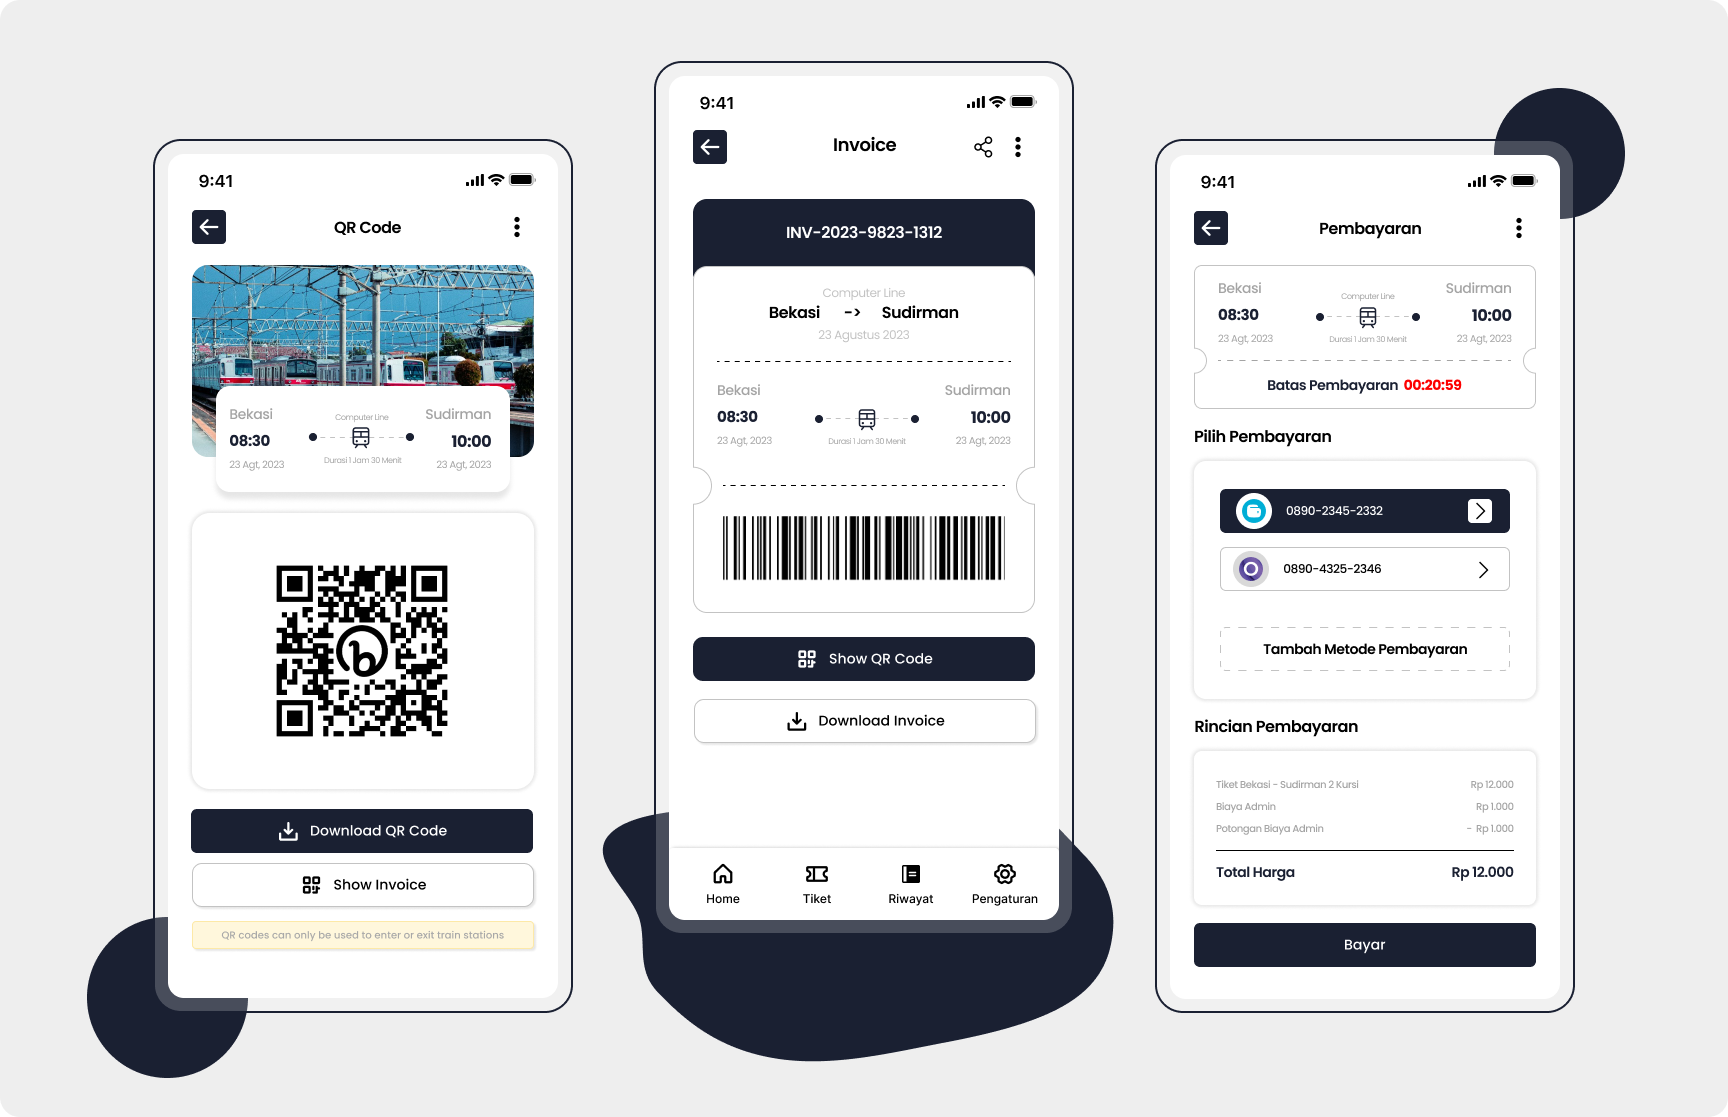 9:41
QR Code
Bekasi
Computer Line
Sudirman
08:30
10:00
23 Agt, 2023
Durasi 1 Jam 30 Menit
23 Agt, 2023
b
Download QR Code
Show Invoice
QR codes can only be used to enter or exit train stations
9:41
Invoice
INV-2023-9823-1312
Computer Line
Bekasi -> Sudirman
23 Agustus 2023
Bekasi
Sudirman
08:30
10:00
23 Agt, 2023
Durasi 1 Jam 30 Menit
23 Agt, 2023
Show QR Code
Download Invoice
Home
Tiket
Riwayat
Pengaturan
9:41
Pembayaran
Bekasi
Computer Line
Sudirman
08:30
10:00
23 Agt, 2023
Durasi 1 Jam 30 Menit
23 Agt, 2023
Batas Pembayaran 00:20:59
Pilih Pembayaran
0890-2345-2332
0890-4325-2346
Tambah Metode Pembayaran
Rincian Pembayaran
Tiket Bekasi - Sudirman 2 Kursi Rp 12.000
Biaya Admin Rp 1.000
Potongan Biaya Admin - Rp 1.000
Total Harga Rp 12.000
Bayar